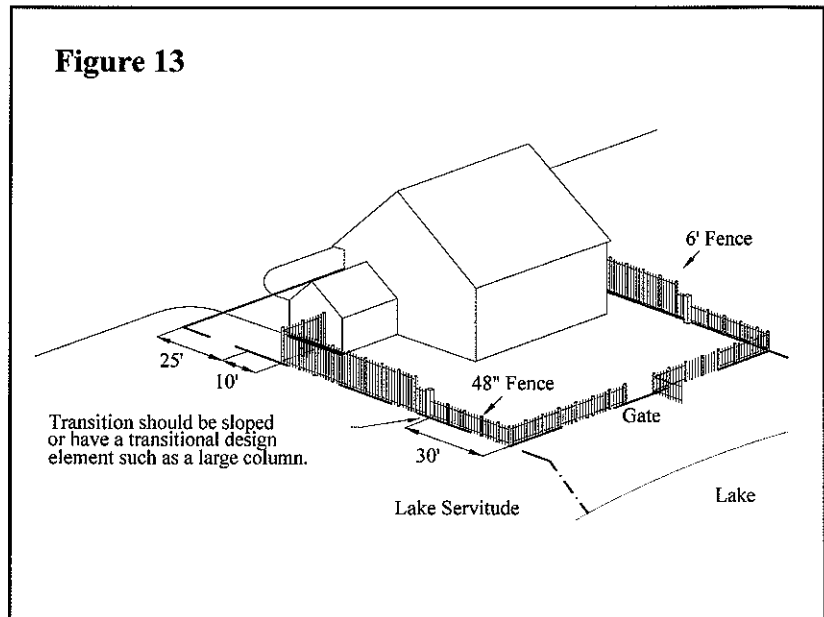 Figure 13
6' Fence
25'
10'
48" Fence
Gate
Transition should be sloped
or have a transitional design
element such as a large column.
30'
Lake Servitude
Lake